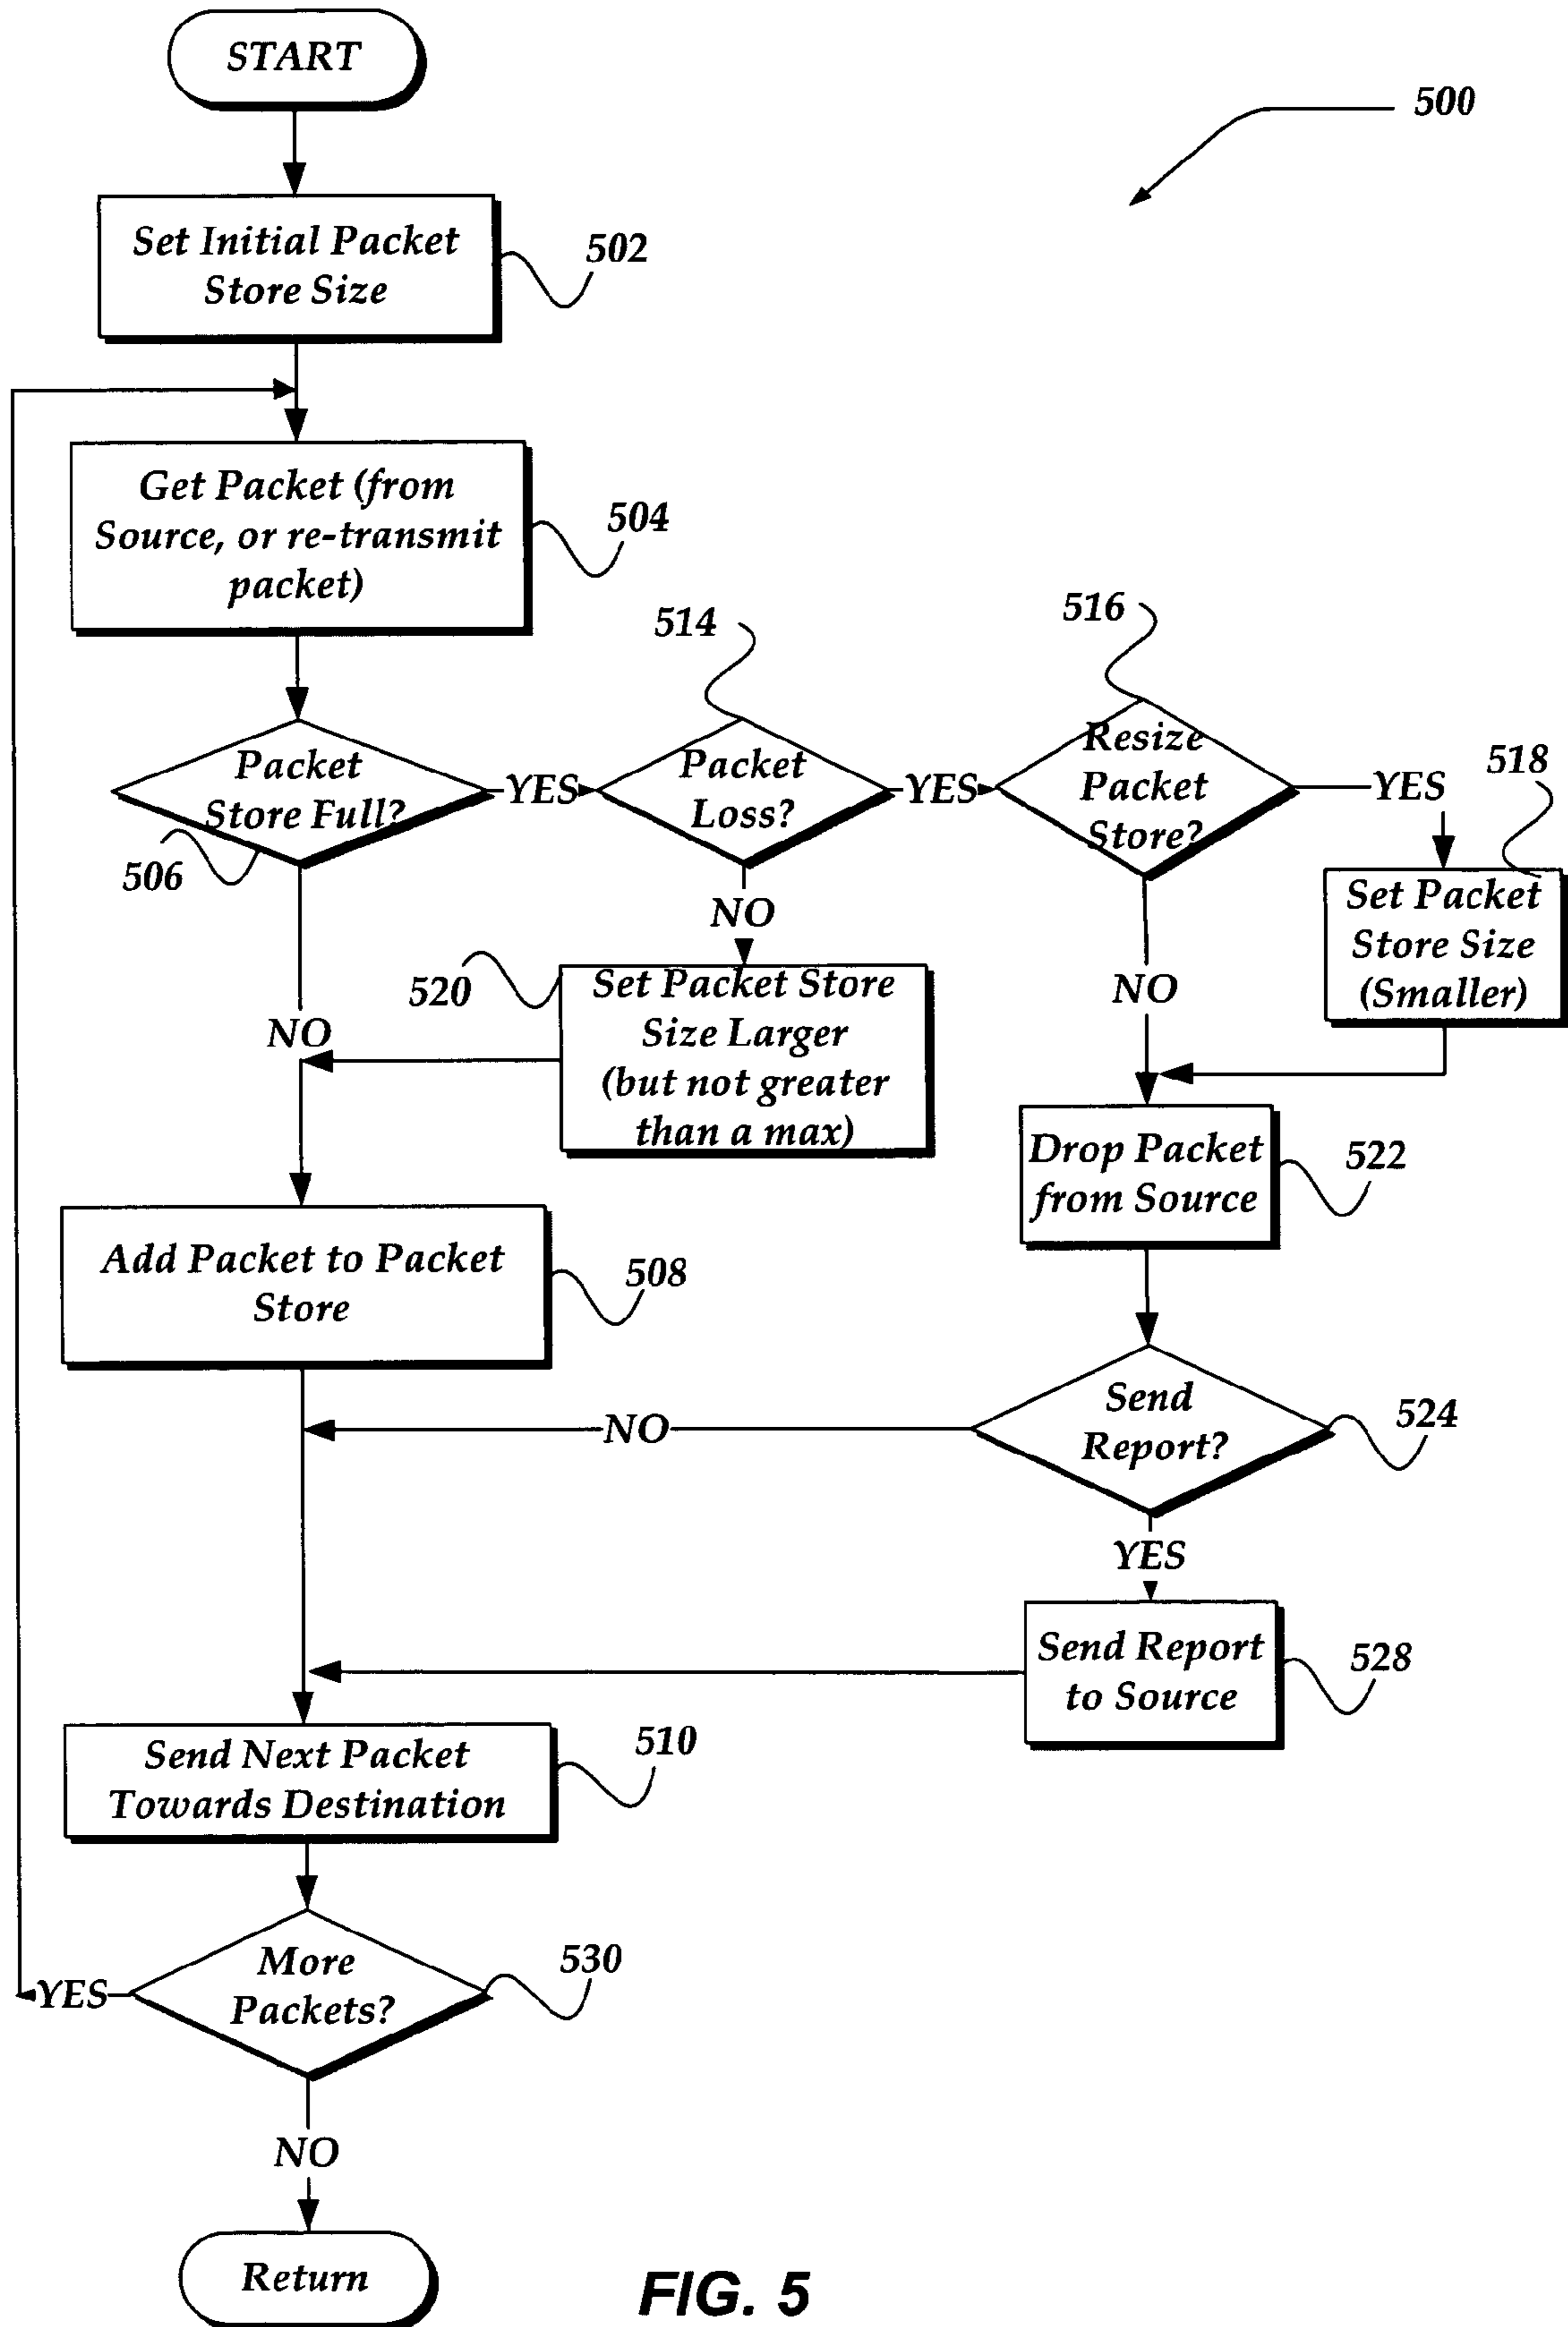 START
500
Set Initial Packet
Store Size
502
Get Packet (from
Source, or re-transmit
packet)
504
514
516
Packet
Store Full?
506
YES
Packet
Loss?
YES
Resize
Packet
Store?
YES
518
NO
NO
NO
Set Packet
Store Size
(Smaller)
520
Set Packet Store
Size Larger
(but not greater
than a max)
Drop Packet
from Source
522
Add Packet to Packet
Store
508
NO
Send
Report?
524
YES
Send Report
to Source
528
Send Next Packet
Towards Destination
510
More
Packets?
530
YES
NO
Return
FIG. 5